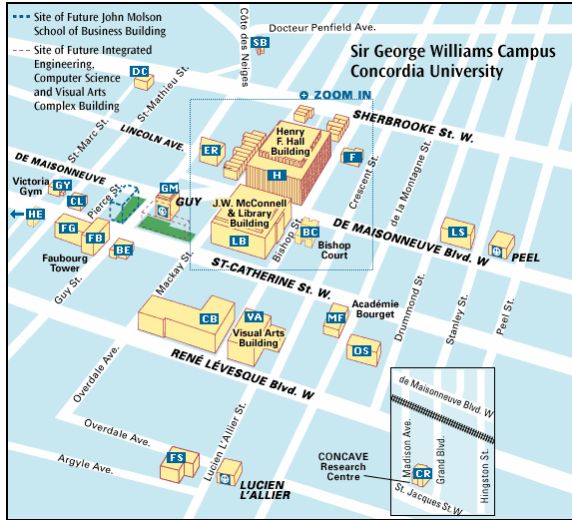 Site of Future John Molson
School of Business Building
Site of Future Integrated
Engineering,
Computer Science
and Visual Arts
Complex Building
Sir George Williams Campus
Concordia University
Côte des Neiges
Docteur Penfield Ave.
SB
DC
St-Mathieu St.
ZOOM IN
St-Marc St.
LINCOLN AVE.
SHERBROOKE St. W.
Henry
F. Hall
Building
ER
F
H
Crescent St.
de la Montagne St.
DE MAISONNEUVE
Victoria
Gym
GY
CL
Pierce St.
GM
GUY
J.W. McConnell
& Library
Building
HE
FG
FB
BE
LB
BC
Bishop St.
Bishop
Court
DE MAISONNEUVE Blvd. W
LS
PEEL
Faubourg
Tower
Guy St.
Mackay St.
ST-CATHERINE ST. W.
Drummond St.
Stanley St.
Peel St.
CB
VA
Visual Arts
Building
Académie
Bourget
MF
OS
RENÉ LÉVESQUE Blvd. W
Overdale Ave.
Overdale Ave.
Argyle Ave.
FS
Lucien L'Allier St.
LUCIEN
L'ALLIER
de Maisonneuve Blvd. W
Madison Ave.
Grand Blvd.
Hingston St.
CONCAVE
Research
Centre
CR
St. Jacques St. W